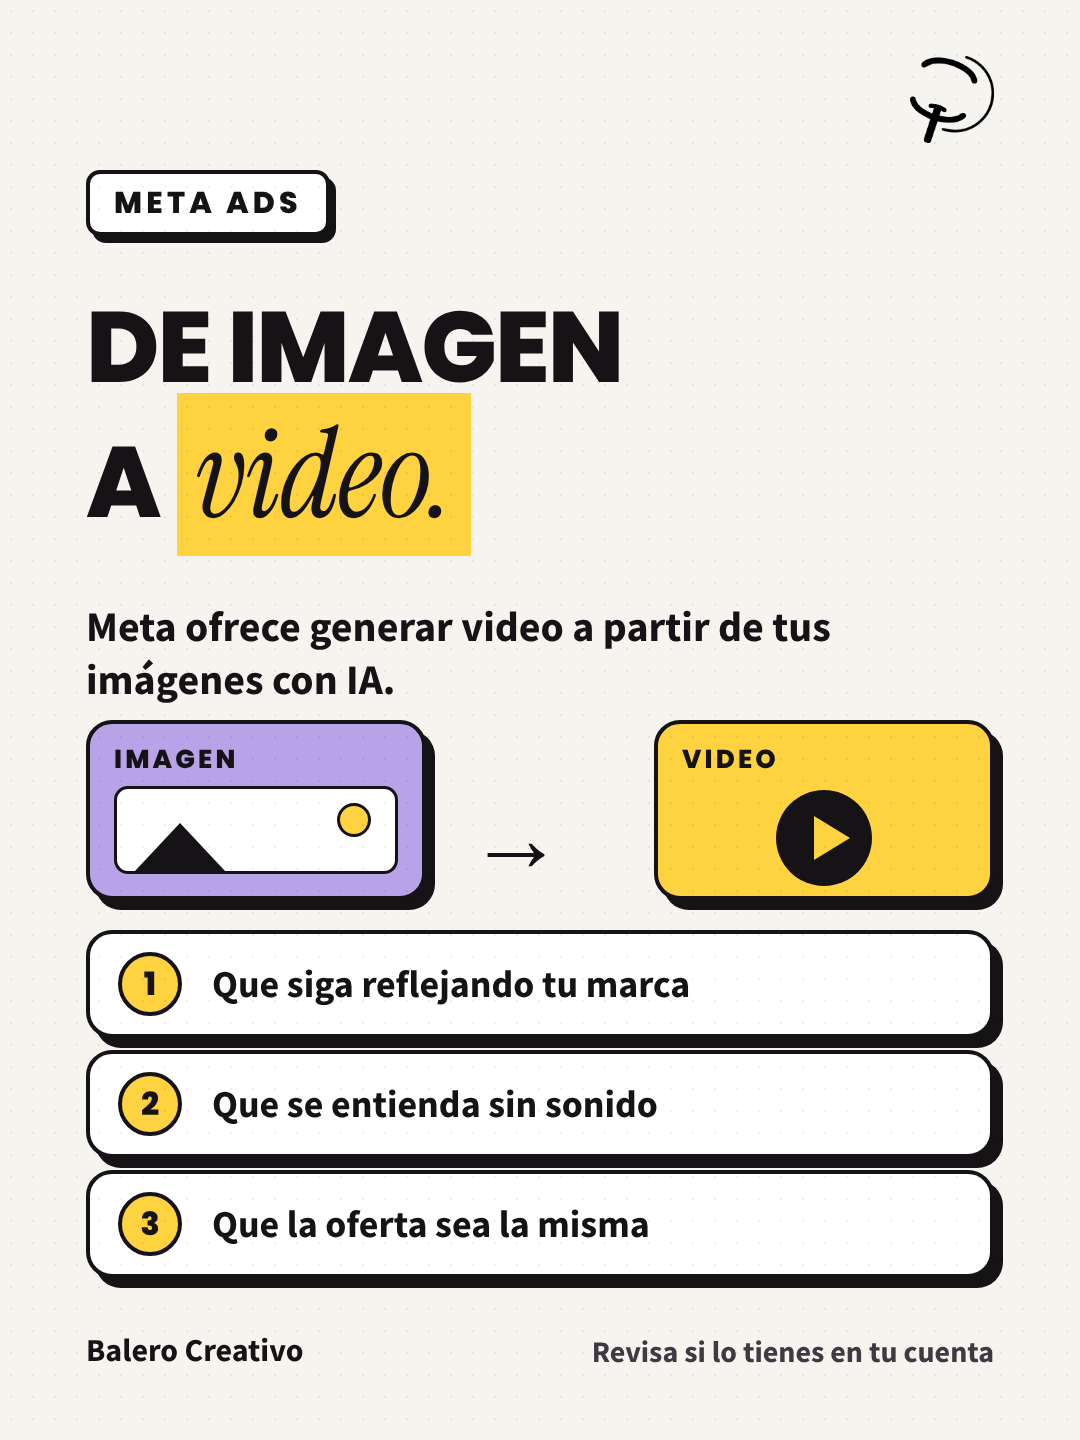 META ADS
DE IMAGEN
A video.
Meta ofrece generar video a partir de tus
imágenes con IA.
IMAGEN
→
VIDEO
1 Que siga reflejando tu marca
2 Que se entienda sin sonido
3 Que la oferta sea la misma
Balero Creativo
Revisa si lo tienes en tu cuenta